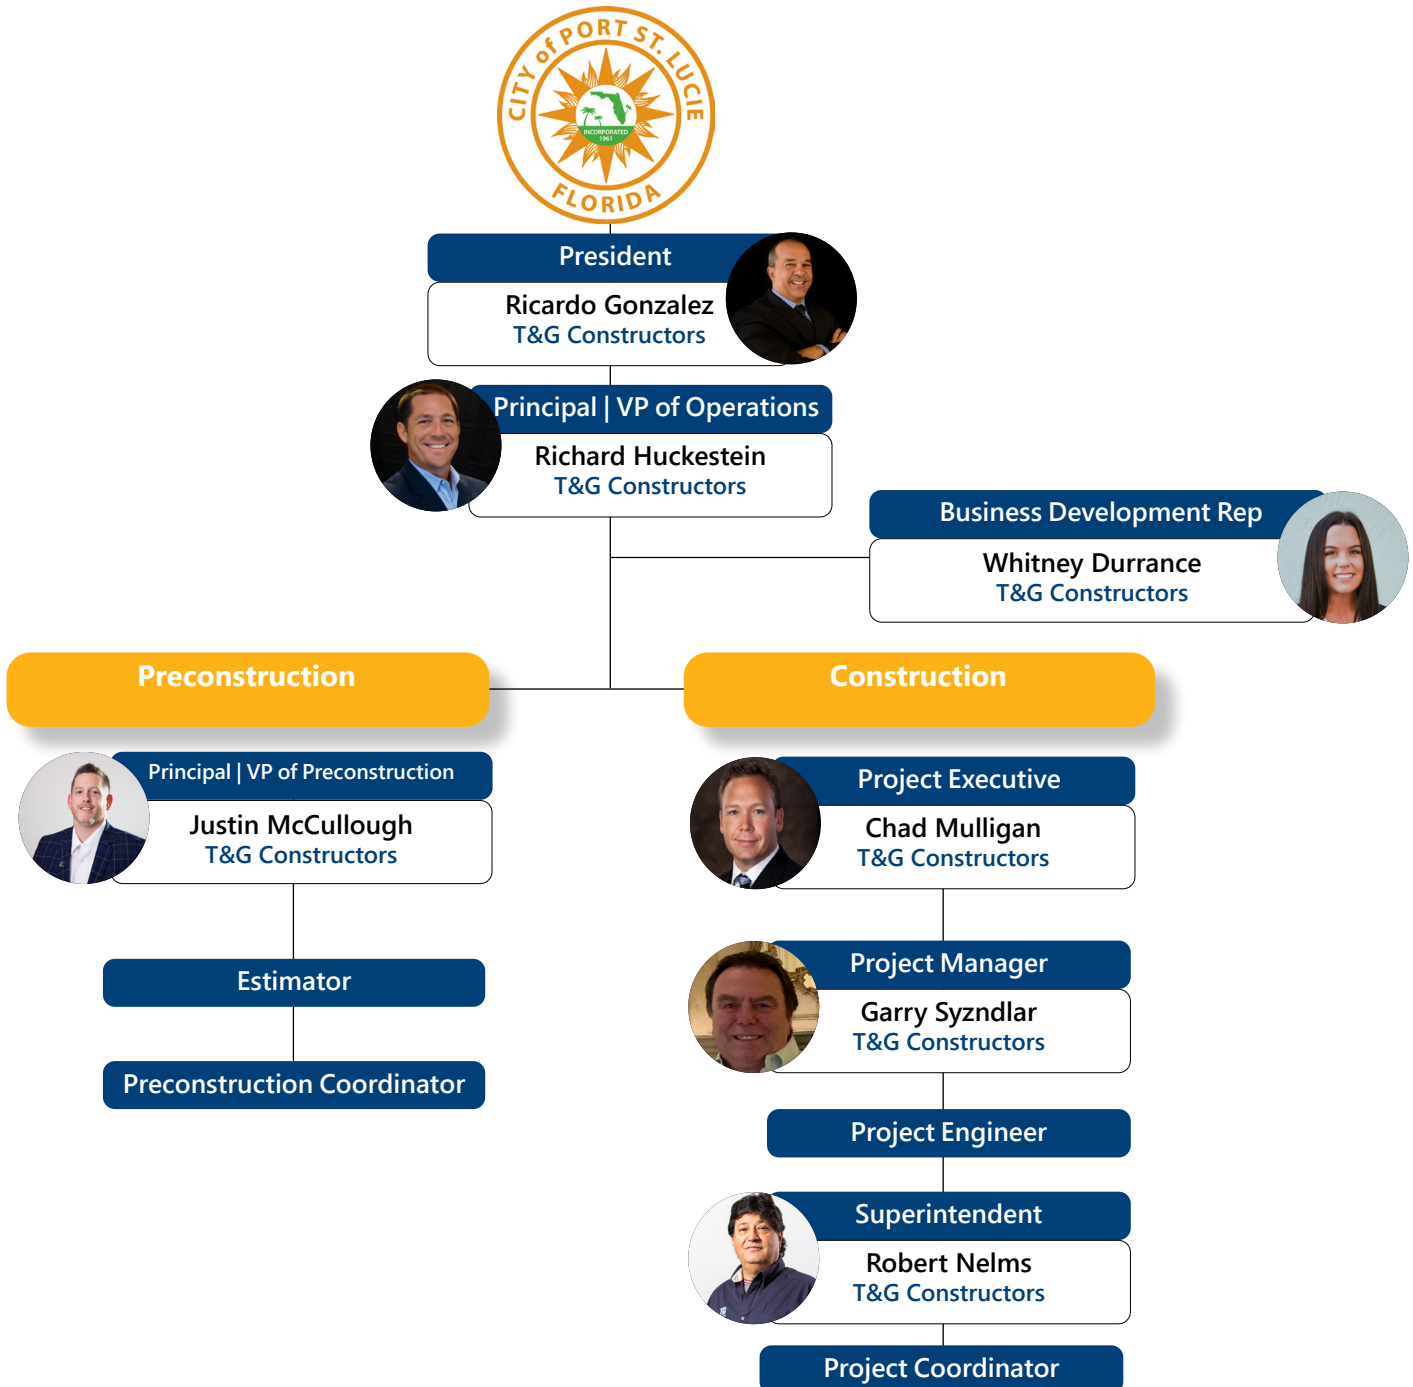 CITY of PORT ST. LUCIE
INCORPORATED
1961
FLORIDA
President
Ricardo Gonzalez
T&G Constructors
Principal | VP of Operations
Richard Huckestein
T&G Constructors
Business Development Rep
Whitney Durrance
T&G Constructors
Preconstruction
Construction
Principal | VP of Preconstruction
Justin McCullough
T&G Constructors
Estimator
Preconstruction Coordinator
Project Executive
Chad Mulligan
T&G Constructors
Project Manager
Garry Syzndlar
T&G Constructors
Project Engineer
Superintendent
Robert Nelms
T&G Constructors
Project Coordinator